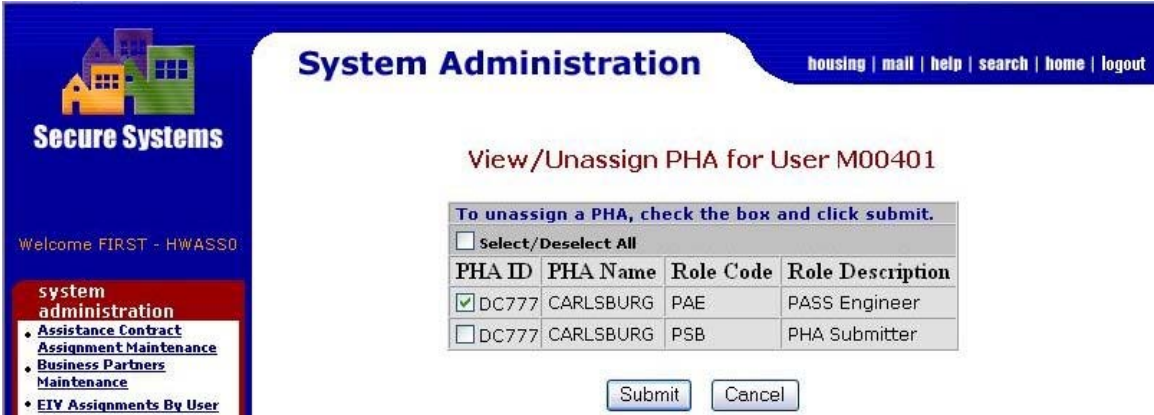 System Administration
housing | mail | help | search | home | logout
Secure Systems
View/Unassign PHA for User M00401
Welcome FIRST - HWASS0
To unassign a PHA, check the box and click submit.
Select/Deselect All
PHA ID PHA Name Role Code Role Description
DC777 CARLSBURG PAE PASS Engineer
DC777 CARLSBURG PSB PHA Submitter
Submit Cancel
system
administration
Assistance Contract
Assignment Maintenance
Business Partners
Maintenance
EIV Assignments By User